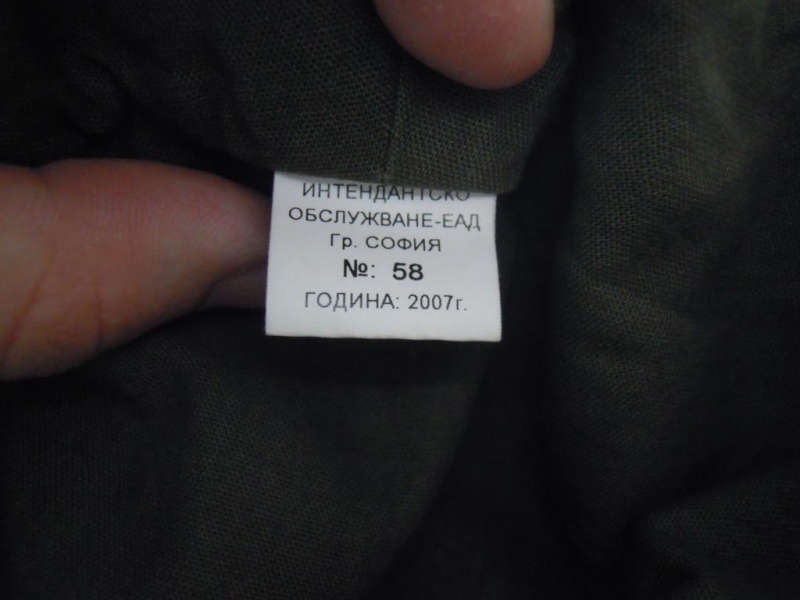 ИНТЕНДАНТСКО
ОБСЛУЖВАНЕ-ЕАД
Гр. СОФИЯ
№: 58
ГОДИНА: 2007г.